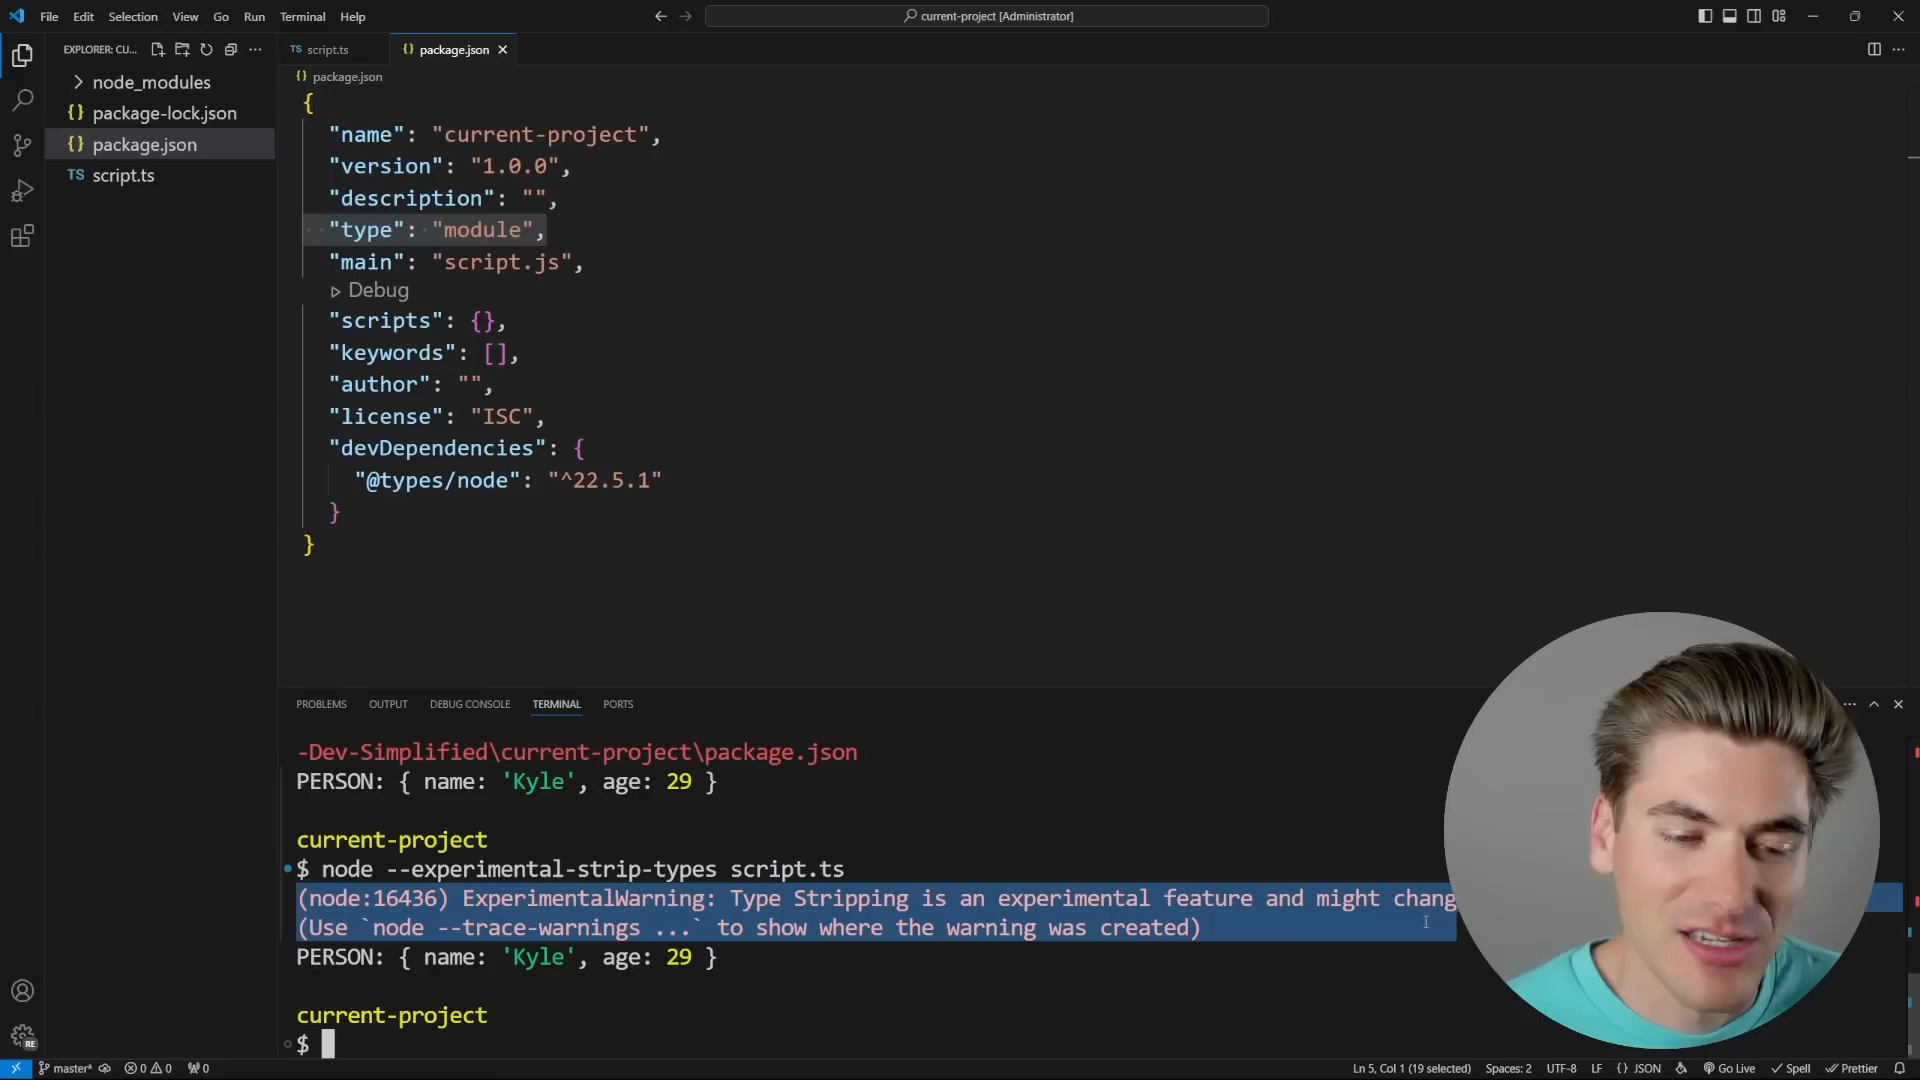 File Edit Selection View Go Run Terminal Help
current-project [Administrator]
EXPLORER: CU...
script.ts
package.json
node_modules
package-lock.json
package.json
script.ts
package.json
{
"name": "current-project",
"version": "1.0.0",
"description": "",
"type": "module",
"main": "script.js",
Debug
"scripts": {},
"keywords": [],
"author": "",
"license": "ISC",
"devDependencies": {
"@types/node": "^22.5.1"
}
}
PROBLEMS OUTPUT DEBUG CONSOLE TERMINAL PORTS
-Dev-Simplified\current-project\package.json
PERSON: { name: 'Kyle', age: 29 }
current-project
$ node --experimental-strip-types script.ts
(node:16436) ExperimentalWarning: Type Stripping is an experimental feature and might chang
(Use `node --trace-warnings ...` to show where the warning was created)
PERSON: { name: 'Kyle', age: 29 }
current-project
$
RE
master* 0 0 0 Ln 5, Col 1 (19 selected) Spaces: 2 UTF-8 LF {} JSON Go Live Spell Prettier